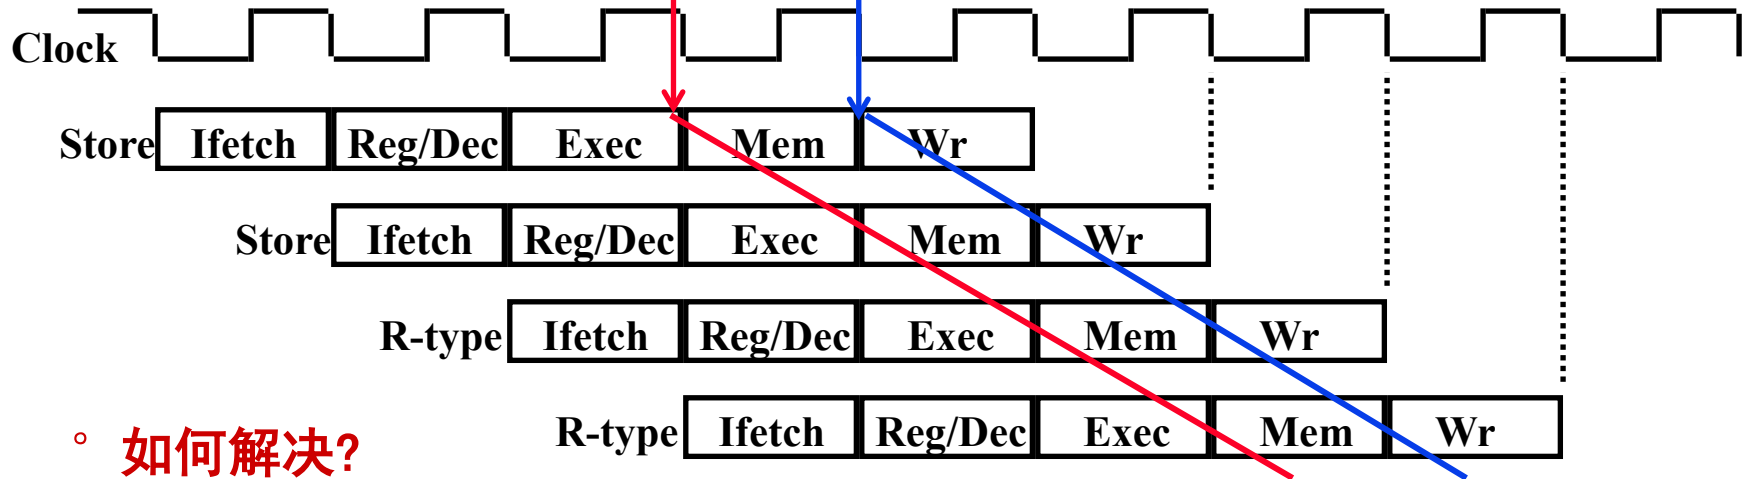 Clock
Store Ifetch Reg/Dec Exec Mem Wr
Store Ifetch Reg/Dec Exec Mem Wr
R-type Ifetch Reg/Dec Exec Mem Wr
R-type Ifetch Reg/Dec Exec Mem Wr
° 如何解决?